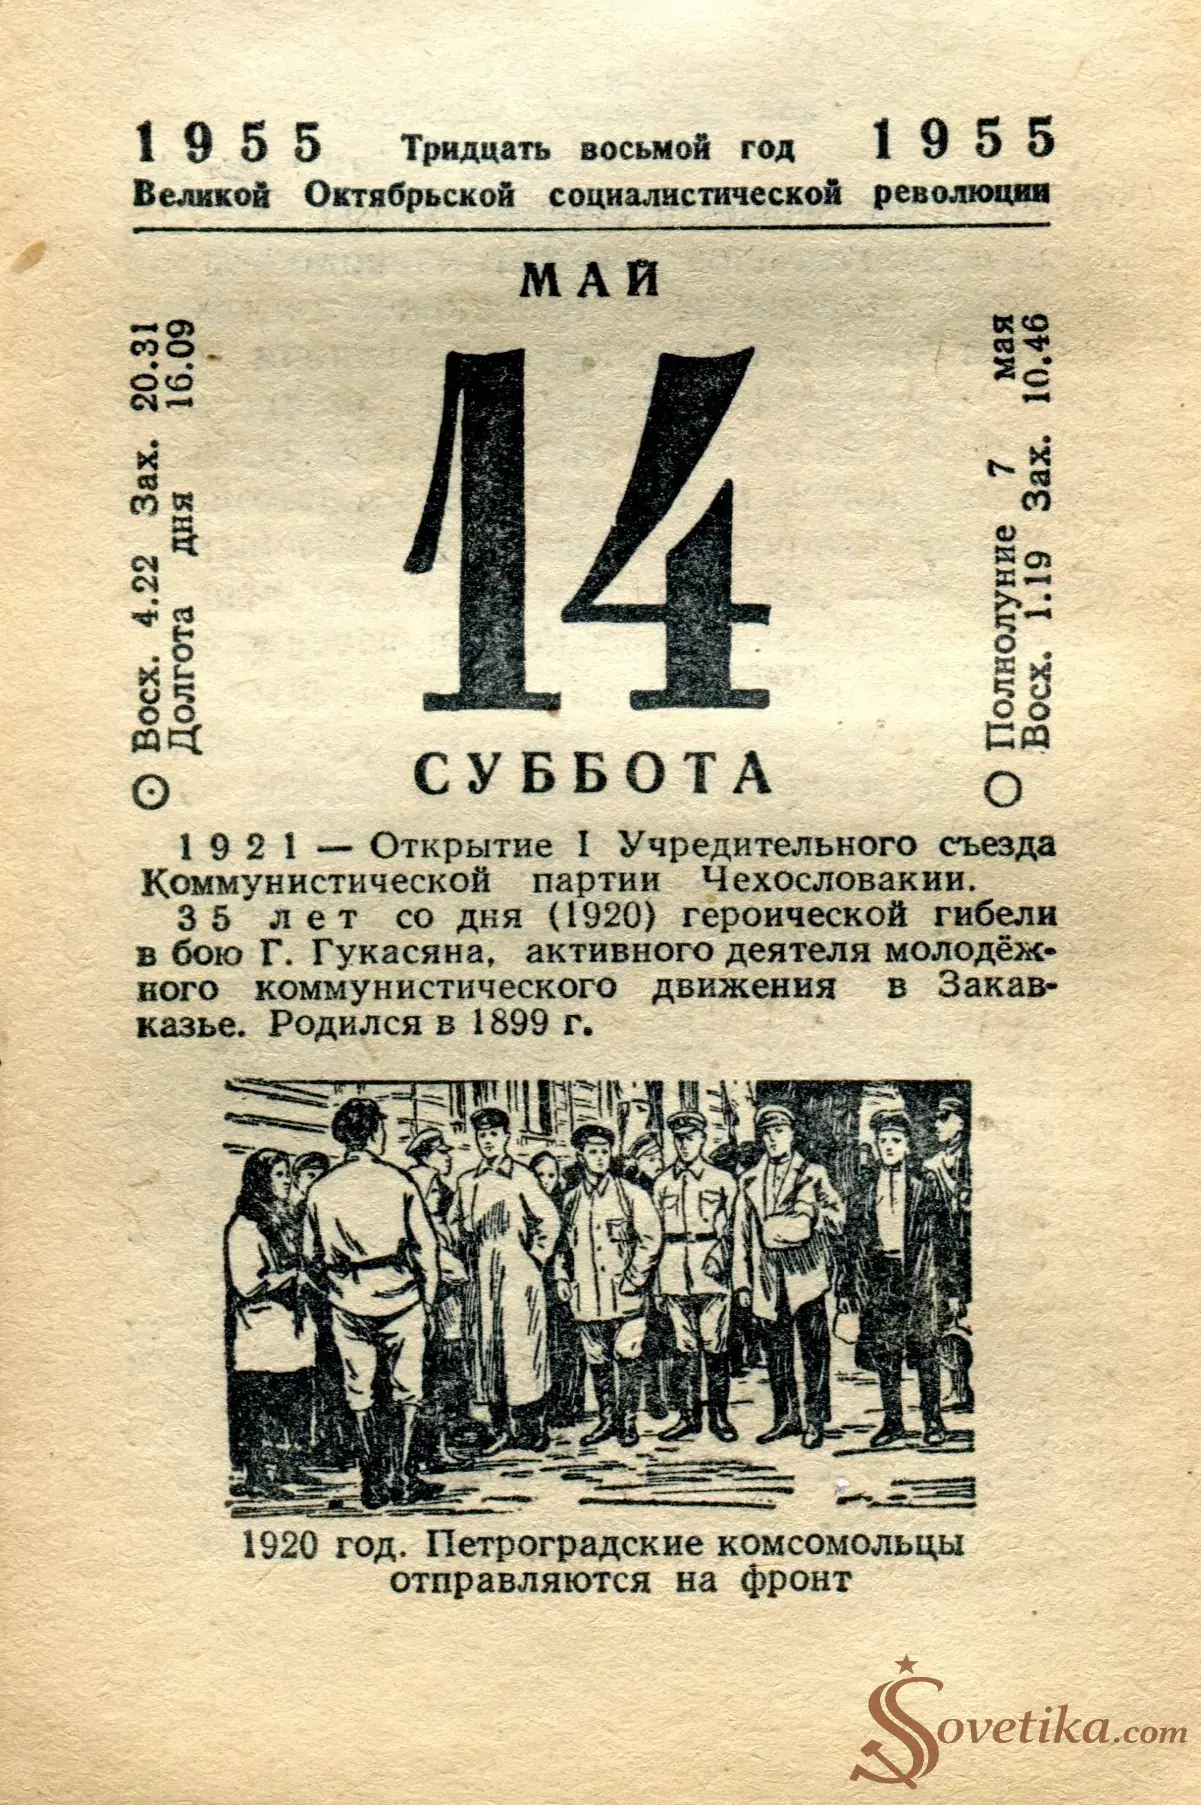 1955 Тридцать восьмой год 1955
Великой Октябрьской социалистической революции
МАЙ
Восх. 4.22 Зах. 20.31
Долгота дня 16.09
14
Полнолуние 7 мая
Восх. 1.19 Зах. 10.46
СУББОТА
1921 — Открытие I Учредительного съезда
Коммунистической партии Чехословакии.
35 лет со дня (1920) героической гибели
в бою Г. Гукасяна, активного деятеля молодёж-
ного коммунистического движения в Закав-
казье. Родился в 1899 г.
1920 год. Петроградские комсомольцы
отправляются на фронт
Sovetika.com